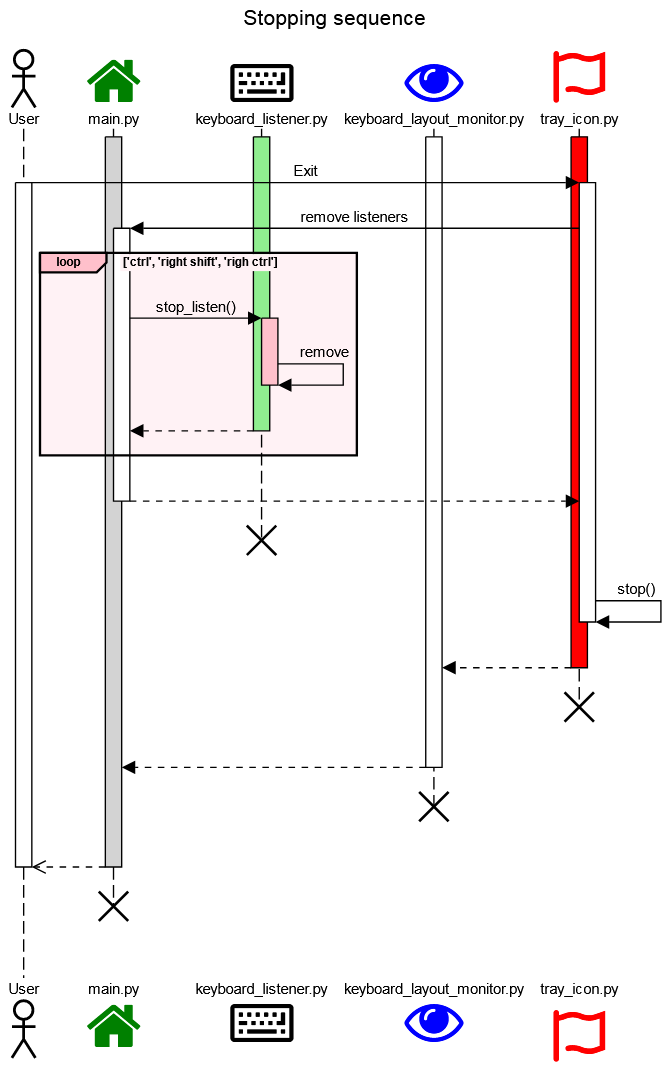 Stopping sequence
User
main.py
keyboard_listener.py
keyboard_layout_monitor.py
tray_icon.py
Exit
remove listeners
loop
['ctrl', 'right shift', 'righ ctrl']
stop_listen()
remove
stop()
User
main.py
keyboard_listener.py
keyboard_layout_monitor.py
tray_icon.py